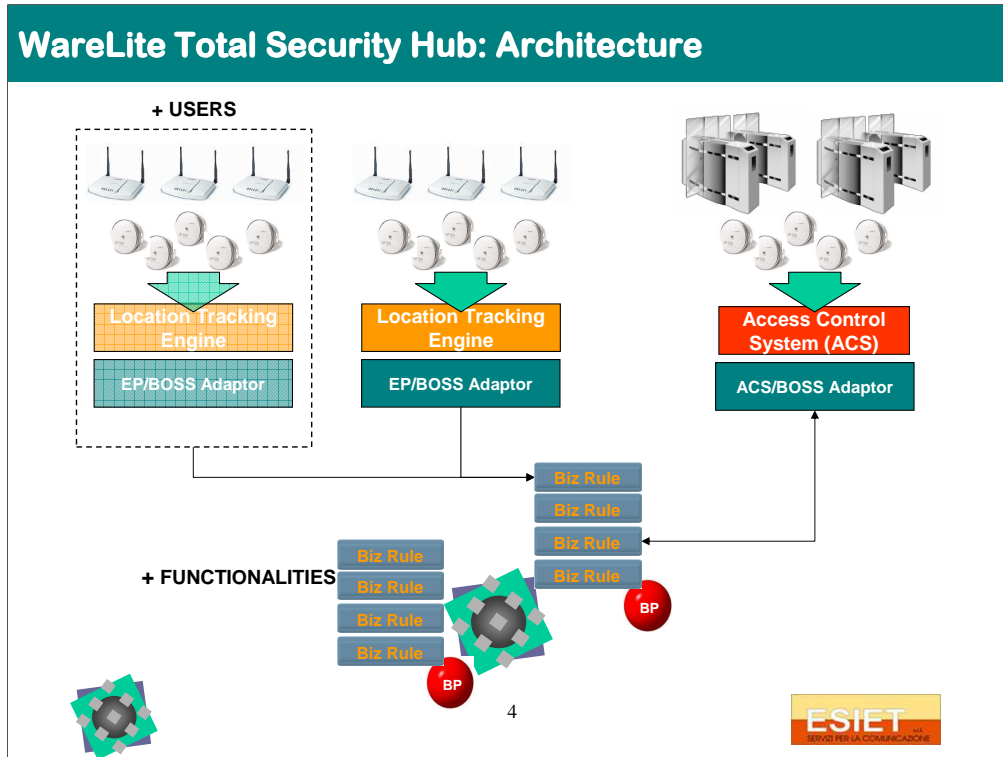 WareLite Total Security Hub: Architecture
+ USERS
Location Tracking
Engine
EP/BOSS Adaptor
Location Tracking
Engine
EP/BOSS Adaptor
Access Control
System (ACS)
ACS/BOSS Adaptor
Biz Rule
Biz Rule
Biz Rule
Biz Rule
BP
+ FUNCTIONALITIES
Biz Rule
Biz Rule
Biz Rule
Biz Rule
BP
4
ESIET
SERVIZI PER LA COMUNICAZIONE